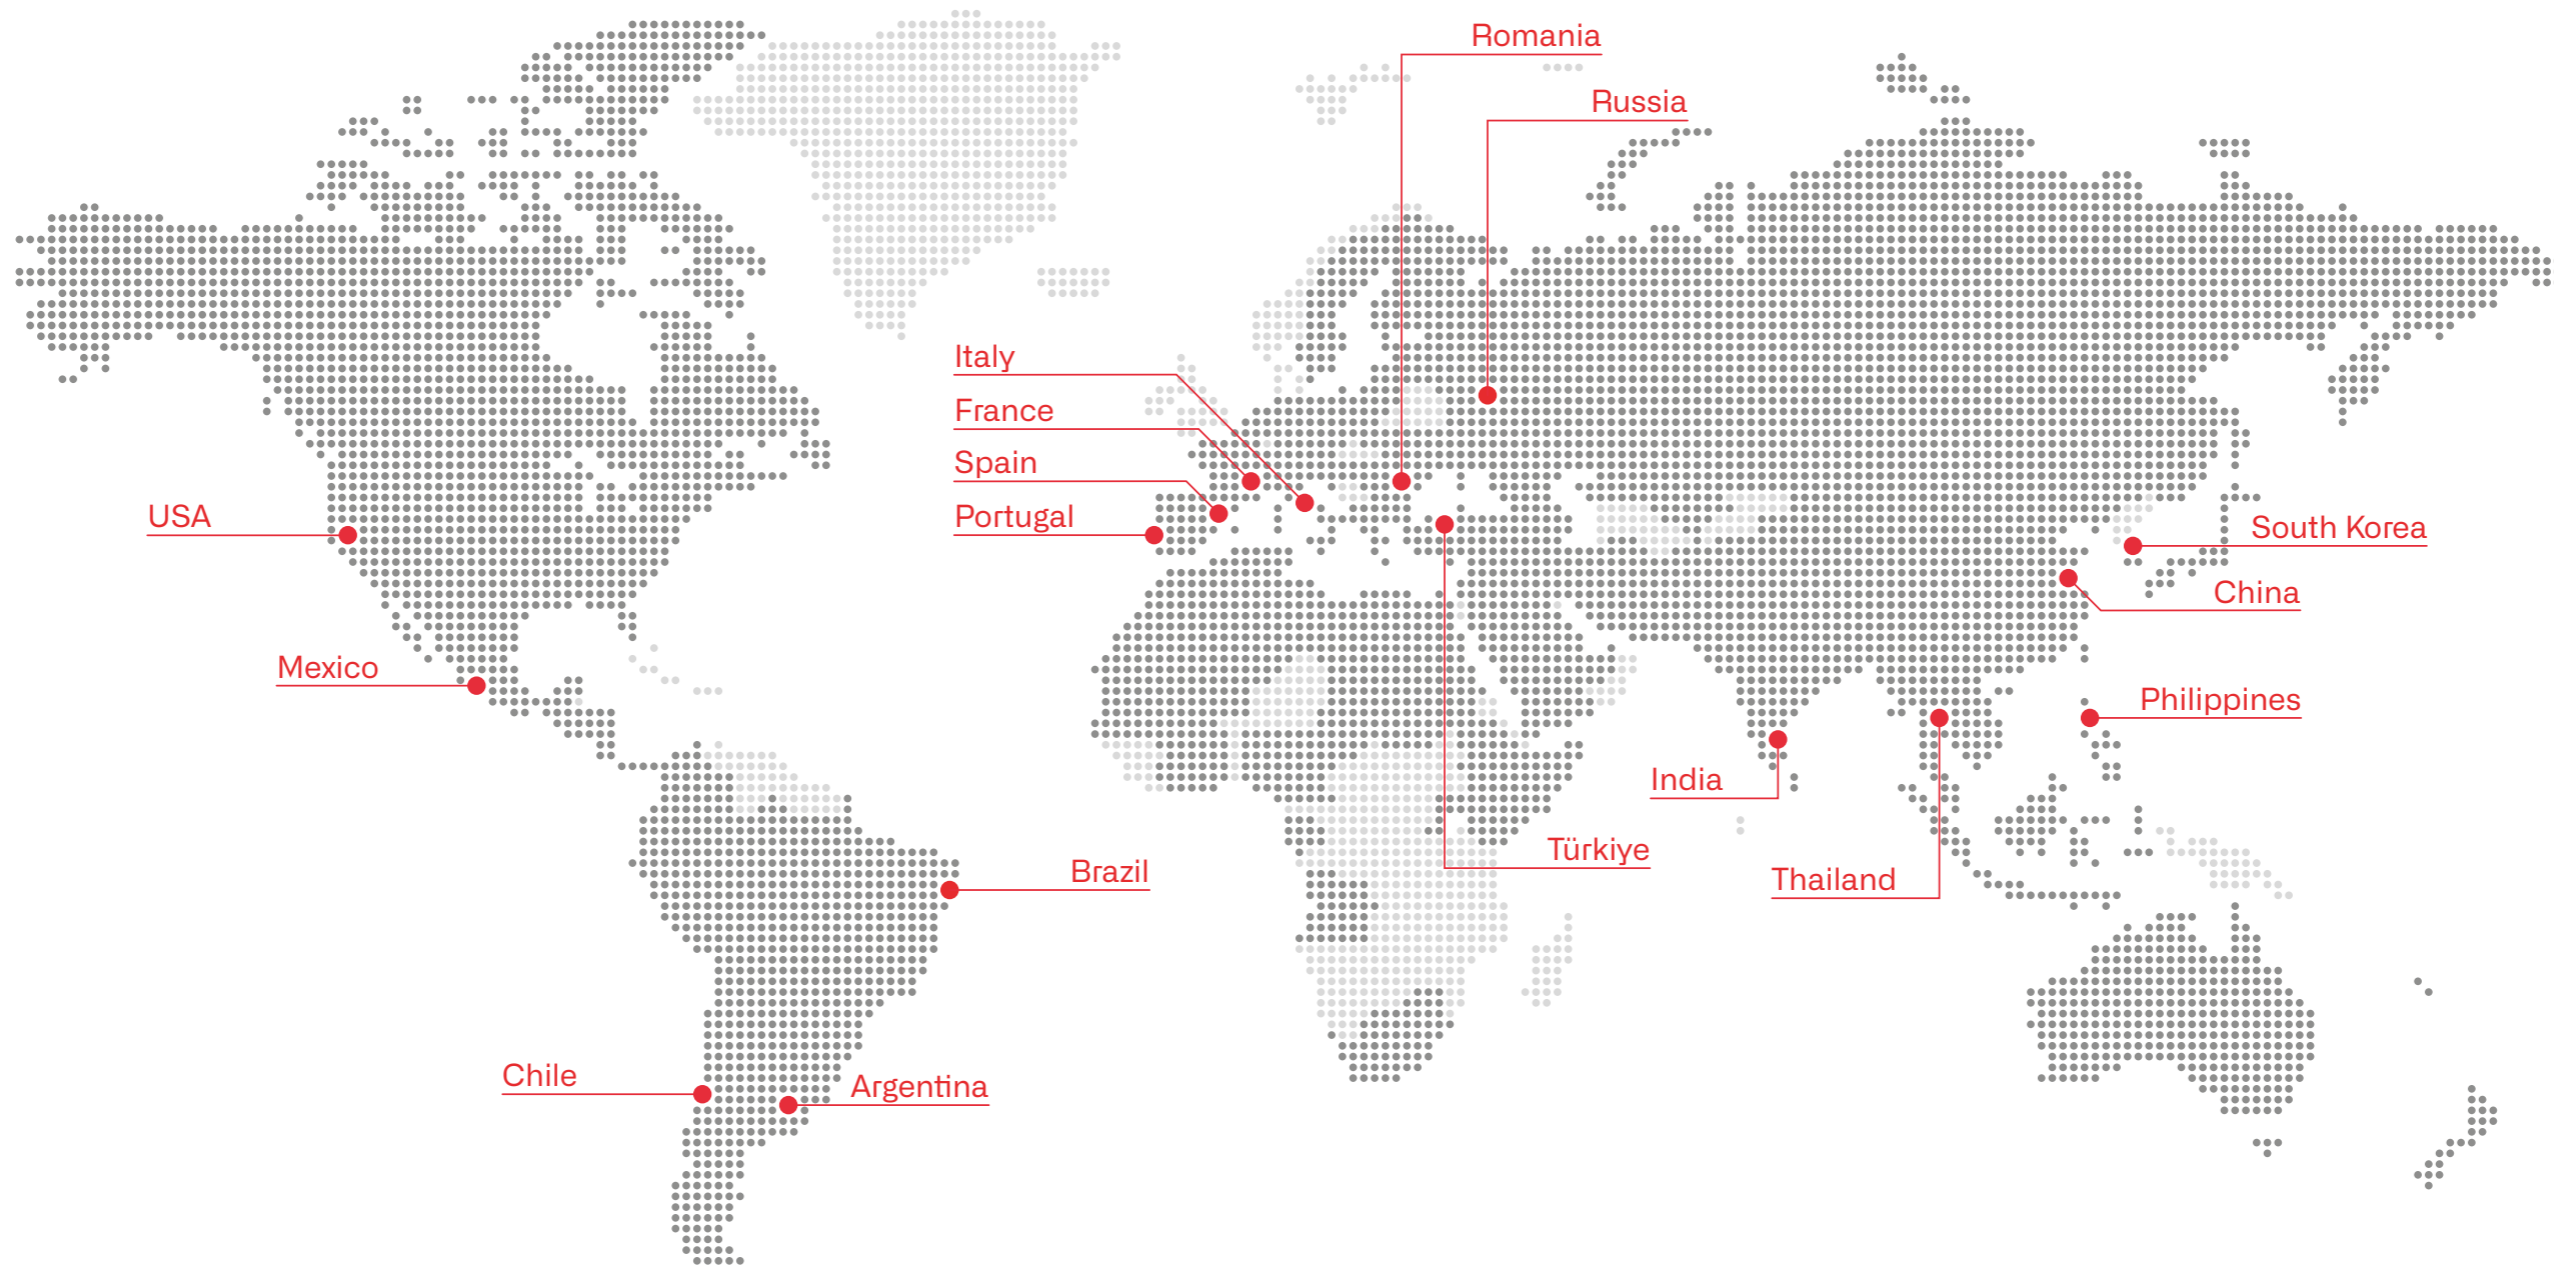 Romania
Russia
Italy
France
Spain
Portugal
USA
South Korea
China
Mexico
Philippines
India
Türkiye
Brazil
Thailand
Chile
Argentina